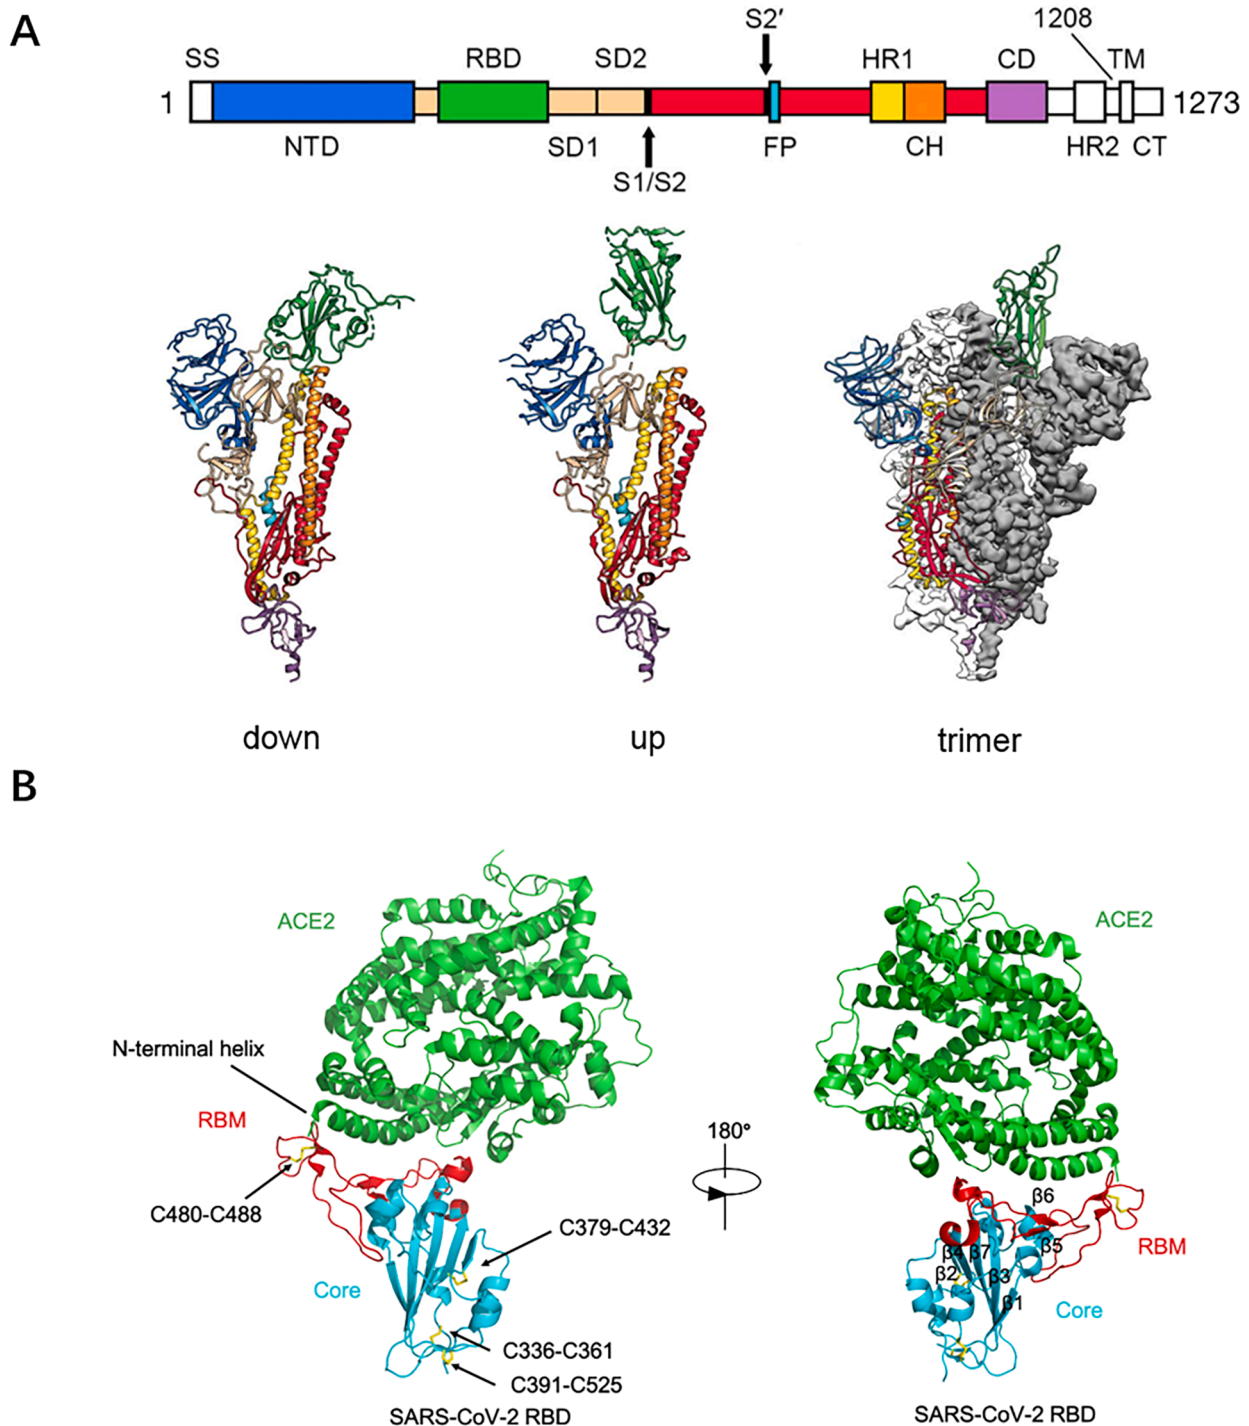 A
S2′
1208
SS
RBD
SD2
HR1
CD
TM
1
1273
NTD
SD1
FP
CH
HR2
CT
S1/S2
down
up
trimer
B
ACE2
ACE2
N-terminal helix
RBM
180°
C480-C488
C379-C432
β6
β4
β7
β5
RBM
β2
β3
Core
β1
Core
C336-C361
C391-C525
SARS-CoV-2 RBD
SARS-CoV-2 RBD